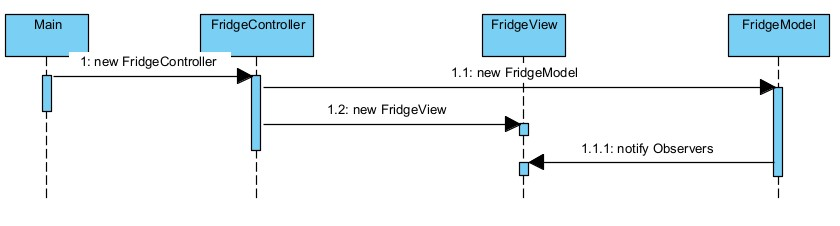 Main
FridgeController
FridgeView
FridgeModel
1: new FridgeController
1.1: new FridgeModel
1.2: new FridgeView
1.1.1: notify Observers